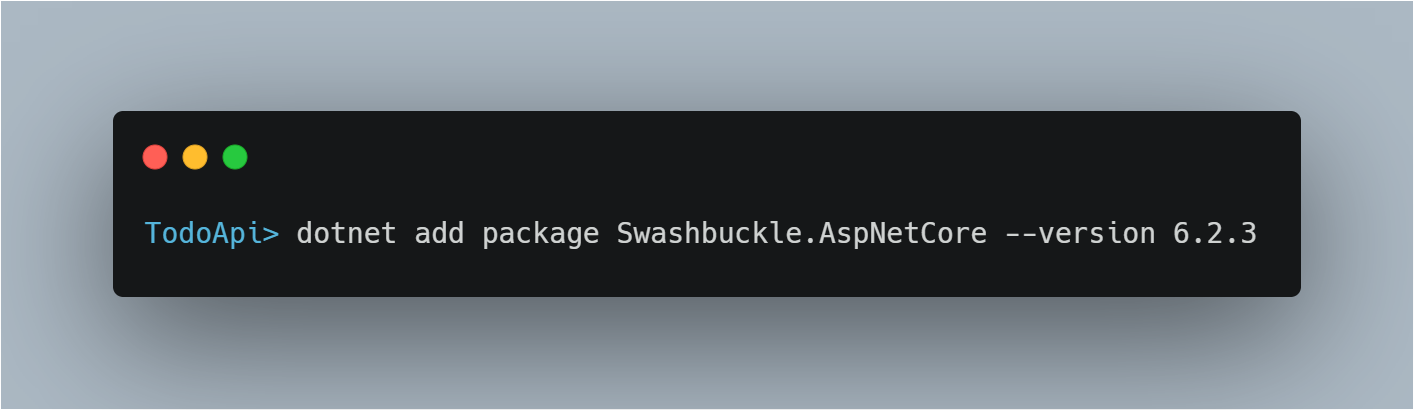 TodoApi> dotnet add package Swashbuckle.AspNetCore --version 6.2.3